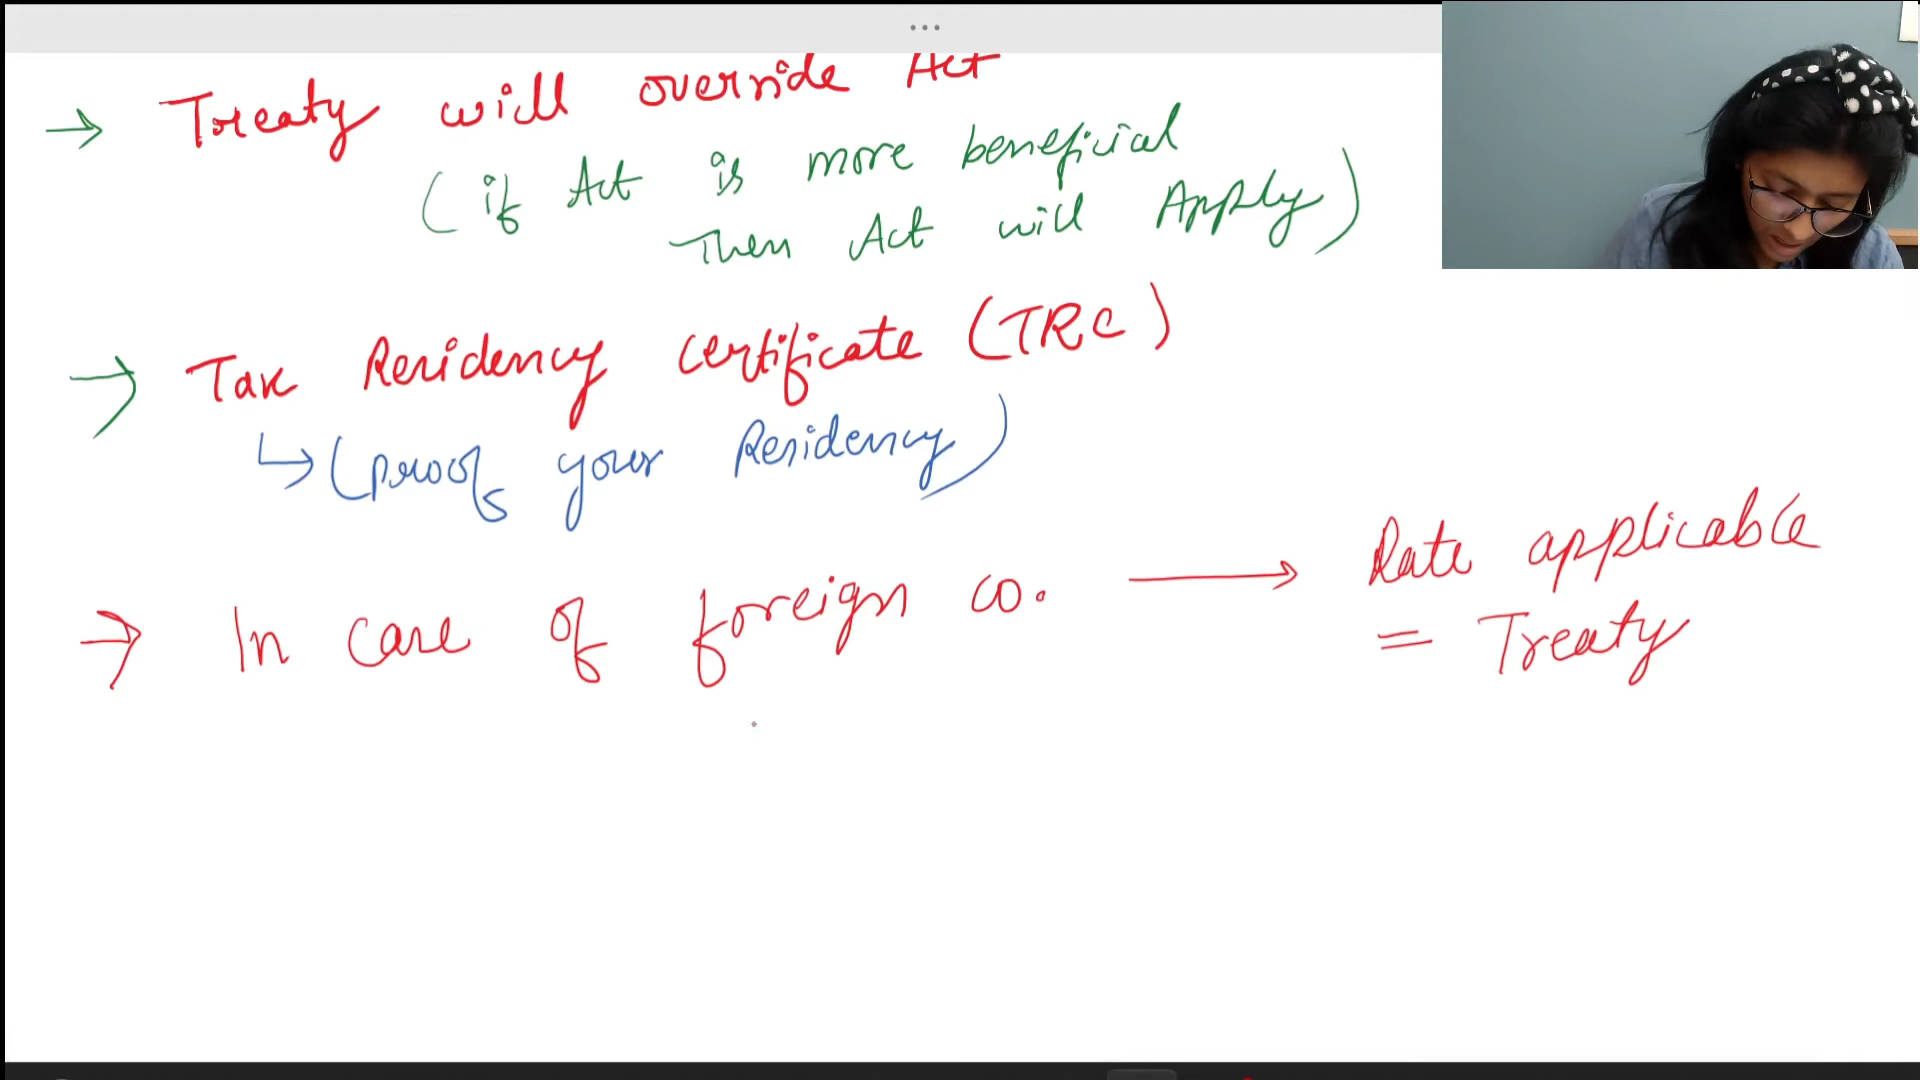 → Treaty will override Act
(if Act is more beneficial
then Act will Apply)
→ Tax Residency certificate (TRC)
↳ (proof your Residency)
→ In case of foreign co. → Rate applicable
= Treaty